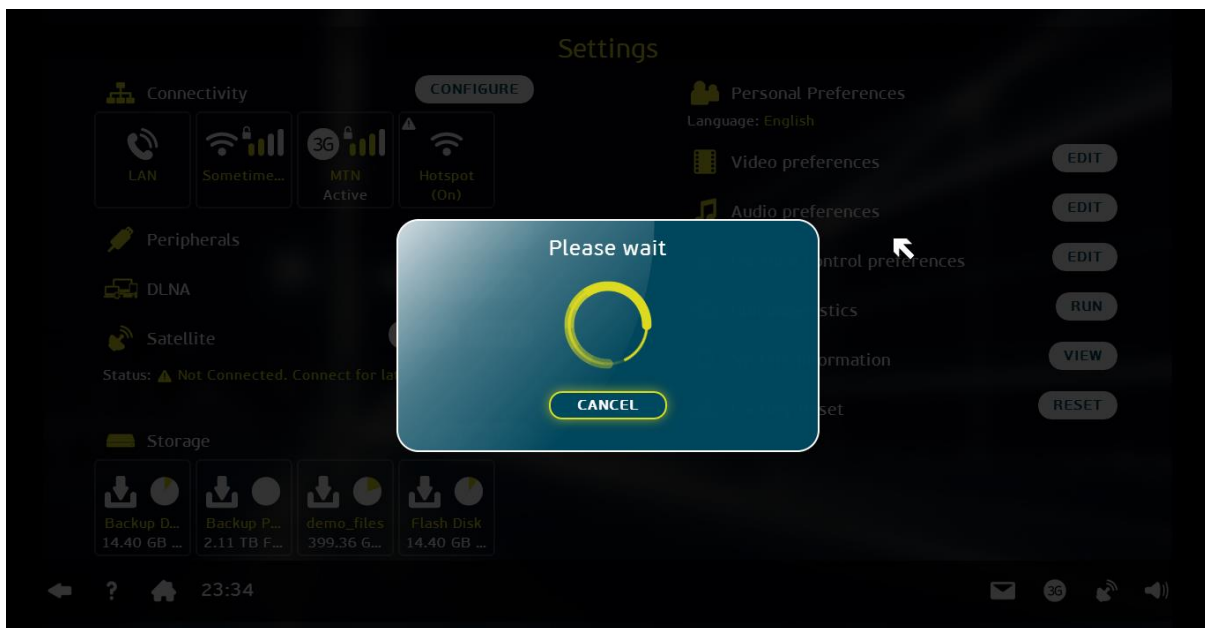 Settings
Connectivity
CONFIGURE
LAN
Sometime...
3G
MTN
Active
Hotspot
(On)
Peripherals
DLNA
Satellite
Status: Not Connected. Connect for la
Storage
Backup D...
14.40 GB ...
Backup P...
2.11 TB F...
demo_files
399.36 G...
Flash Disk
14.40 GB ...
Personal Preferences
Language: English
Video preferences
EDIT
Audio preferences
EDIT
ntrol preferences
EDIT
stics
RUN
ormation
VIEW
set
RESET
Please wait
CANCEL
?
23:34
3G